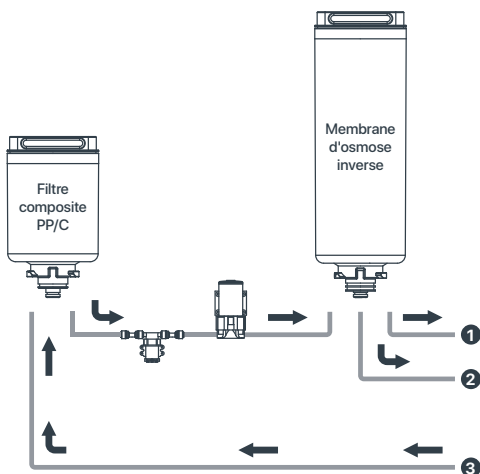 Membrane
d'osmose
inverse
Filtre
composite
PP/C
1
2
3